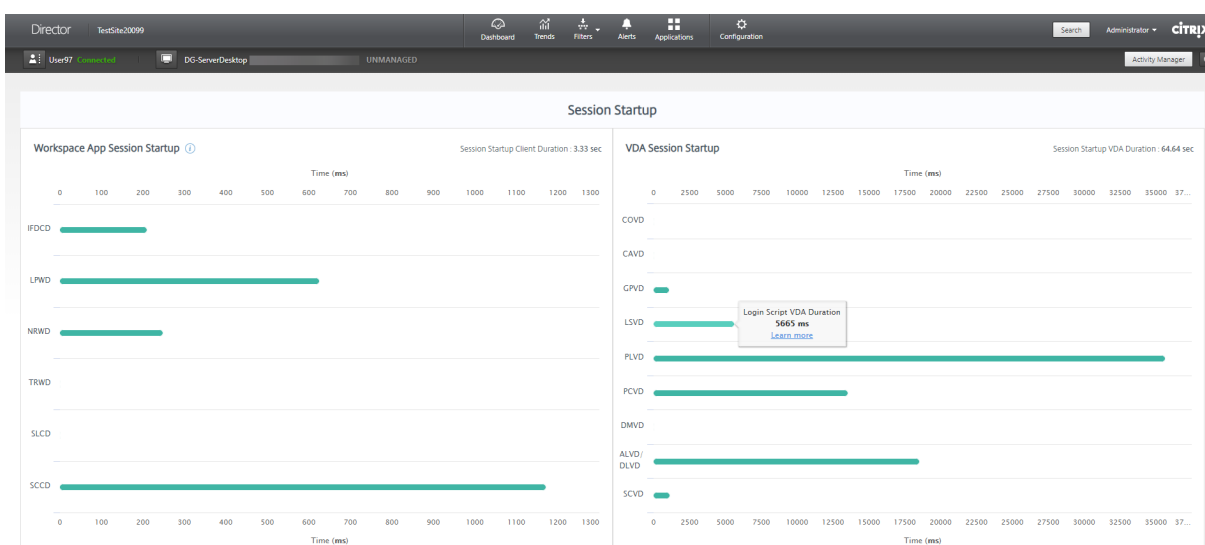 Director TestSite20099 Dashboard Trends Filters Alerts Applications Configuration Search Administrator CITRIX
User97 Connected DG-ServerDesktop UNMANAGED Activity Manager
Session Startup
Workspace App Session Startup Session Startup Client Duration : 3.33 sec
Time (ms)
0 100 200 300 400 500 600 700 800 900 1000 1100 1200 1300
IFDCD
LPWD
NRWD
TRWD
SLCD
SCCD
0 100 200 300 400 500 600 700 800 900 1000 1100 1200 1300
Time (ms)
VDA Session Startup Session Startup VDA Duration : 64.64 sec
Time (ms)
0 2500 5000 7500 10000 12500 15000 17500 20000 22500 25000 27500 30000 32500 35000 37...
COVD
CAVD
GPVD
Login Script VDA Duration
LSVD 5665 ms
Learn more
PLVD
PCVD
DMVD
ALVD/
DLVD
SCVD
0 2500 5000 7500 10000 12500 15000 17500 20000 22500 25000 27500 30000 32500 35000 37...
Time (ms)